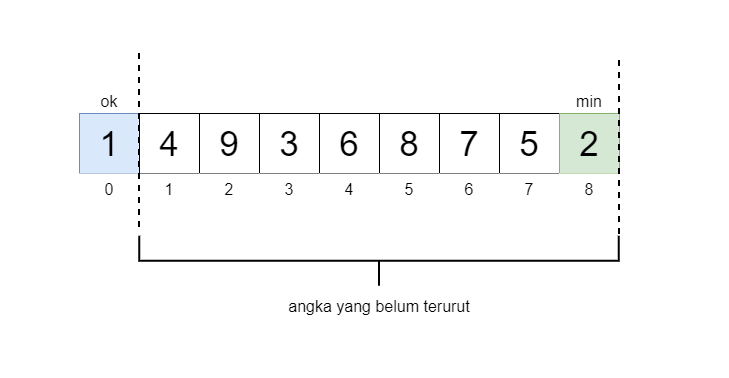 ok min
1 4 9 3 6 8 7 5 2
0 1 2 3 4 5 6 7 8
angka yang belum terurut